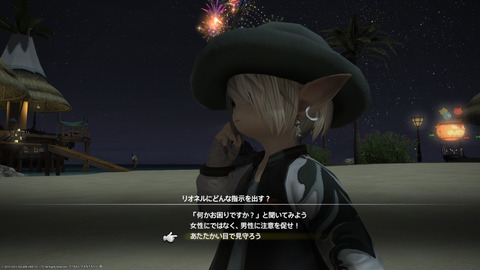 リオネルにどんな指示を出す？
「何かお困りですか？」と聞いてみよう
女性にではなく、男性に注意を促せ！
あたたかい目で見守ろう